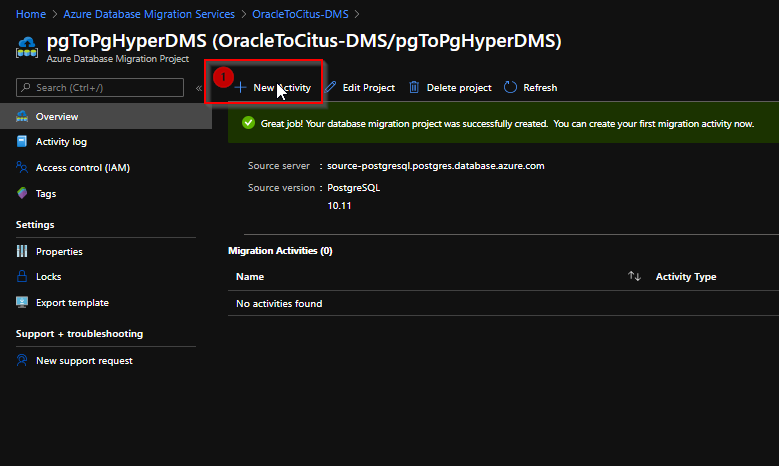 Home > Azure Database Migration Services > OracleToCitus-DMS >
pgToPgHyperDMS (OracleToCitus-DMS/pgToPgHyperDMS)
Azure Database Migration Project
Search (Ctrl+/)
«
1
New Activity
Edit Project
Delete project
Refresh
Overview
Activity log
Access control (IAM)
Tags
Settings
Properties
Locks
Export template
Support + troubleshooting
New support request
Great job! Your database migration project was successfully created. You can create your first migration activity now.
Source server : source-postgresql.postgres.database.azure.com
Source version : PostgreSQL
10.11
Migration Activities (0)
Name ↑↓ Activity Type
No activities found